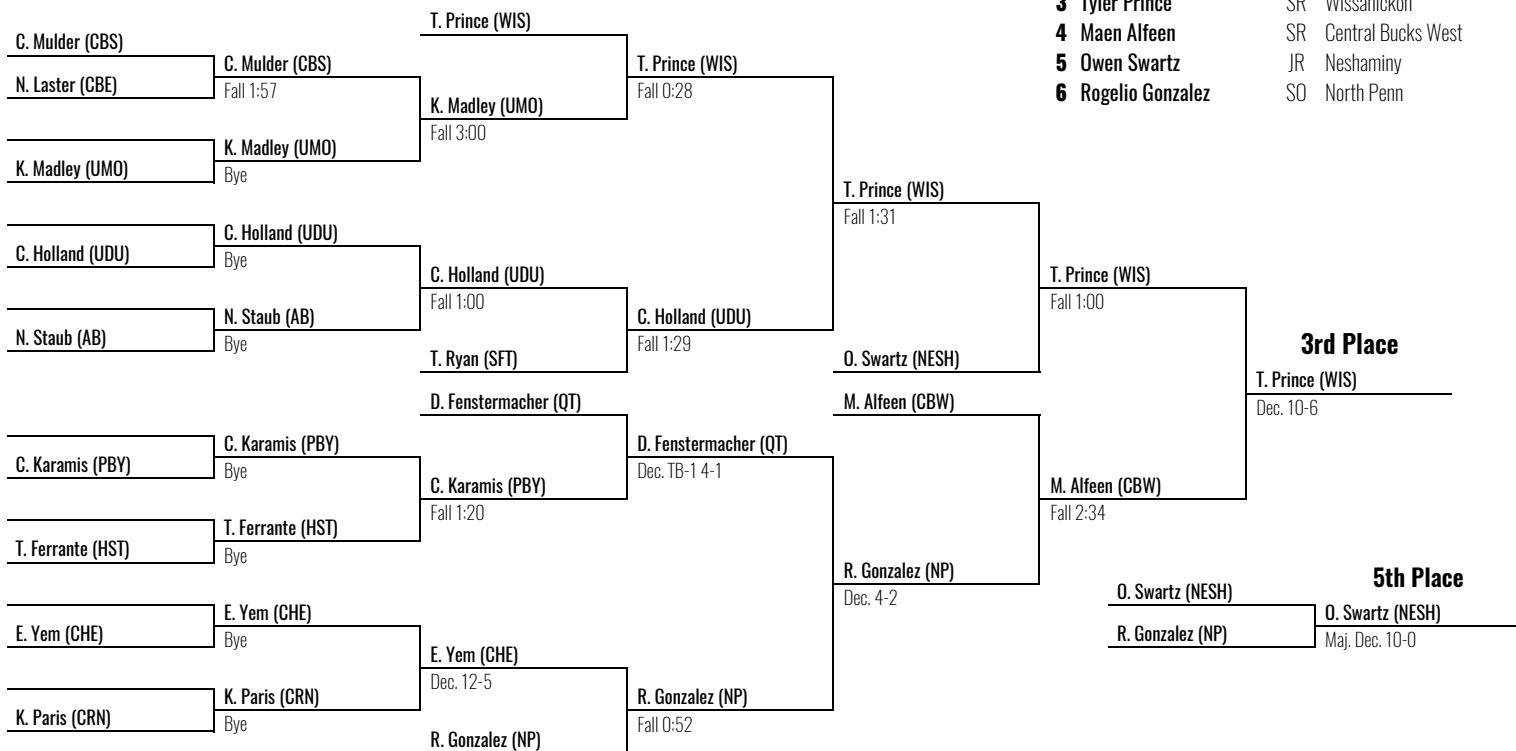 T. Prince (WIS)
3 Tyler Prince SR Wissahickon
C. Mulder (CBS)
4 Maen Alfeen SR Central Bucks West
C. Mulder (CBS)
T. Prince (WIS)
5 Owen Swartz JR Neshaminy
N. Laster (CBE)
Fall 1:57
Fall 0:28
6 Rogelio Gonzalez SO North Penn
K. Madley (UMO)
Fall 3:00
K. Madley (UMO)
K. Madley (UMO)
Bye
T. Prince (WIS)
Fall 1:31
C. Holland (UDU)
C. Holland (UDU)
Bye
C. Holland (UDU)
T. Prince (WIS)
Fall 1:00
Fall 1:00
N. Staub (AB)
C. Holland (UDU)
N. Staub (AB)
Bye
Fall 1:29
3rd Place
T. Ryan (SFT)
O. Swartz (NESH)
T. Prince (WIS)
D. Fenstermacher (QT)
M. Alfeen (CBW)
Dec. 10-6
C. Karamis (PBY)
D. Fenstermacher (QT)
C. Karamis (PBY)
Bye
Dec. TB-1 4-1
C. Karamis (PBY)
M. Alfeen (CBW)
Fall 1:20
Fall 2:34
T. Ferrante (HST)
T. Ferrante (HST)
Bye
R. Gonzalez (NP)
5th Place
Dec. 4-2
O. Swartz (NESH)
E. Yem (CHE)
O. Swartz (NESH)
E. Yem (CHE)
Bye
R. Gonzalez (NP)
Maj. Dec. 10-0
E. Yem (CHE)
Dec. 12-5
K. Paris (CRN)
R. Gonzalez (NP)
K. Paris (CRN)
Bye
Fall 0:52
R. Gonzalez (NP)